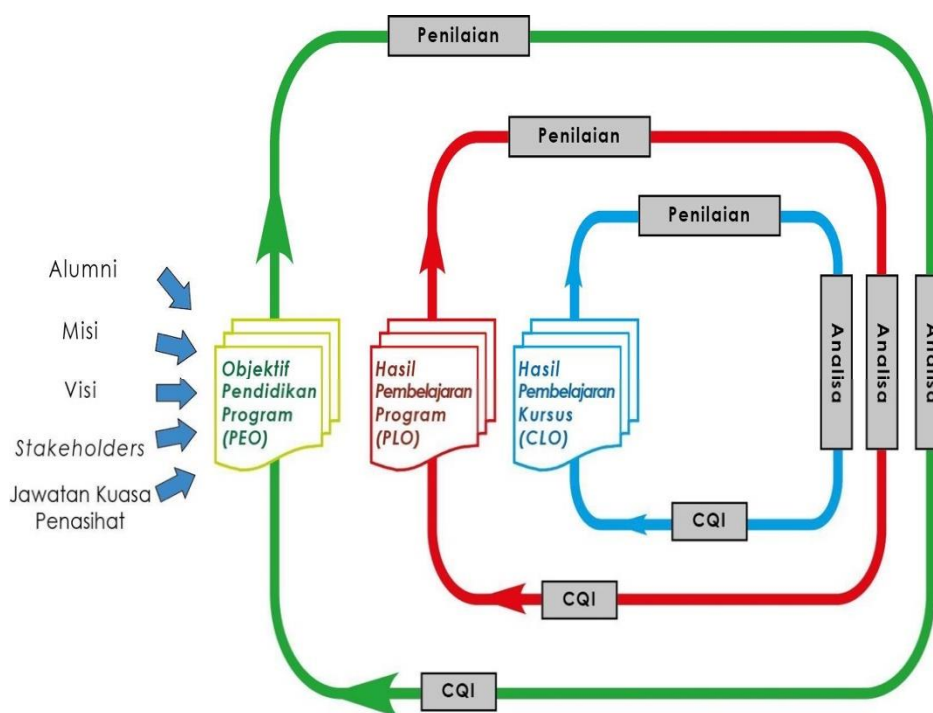 Penilaian
Penilaian
Penilaian
Alumni
Misi
Visi
Stakeholders
Jawatan Kuasa
Penasihat
Objektif
Pendidikan
Program
(PEO)
Hasil
Pembelajaran
Program
(PLO)
Hasil
Pembelajaran
Kursus
(CLO)
Analisa
Analisa
Analisa
CQI
CQI
CQI